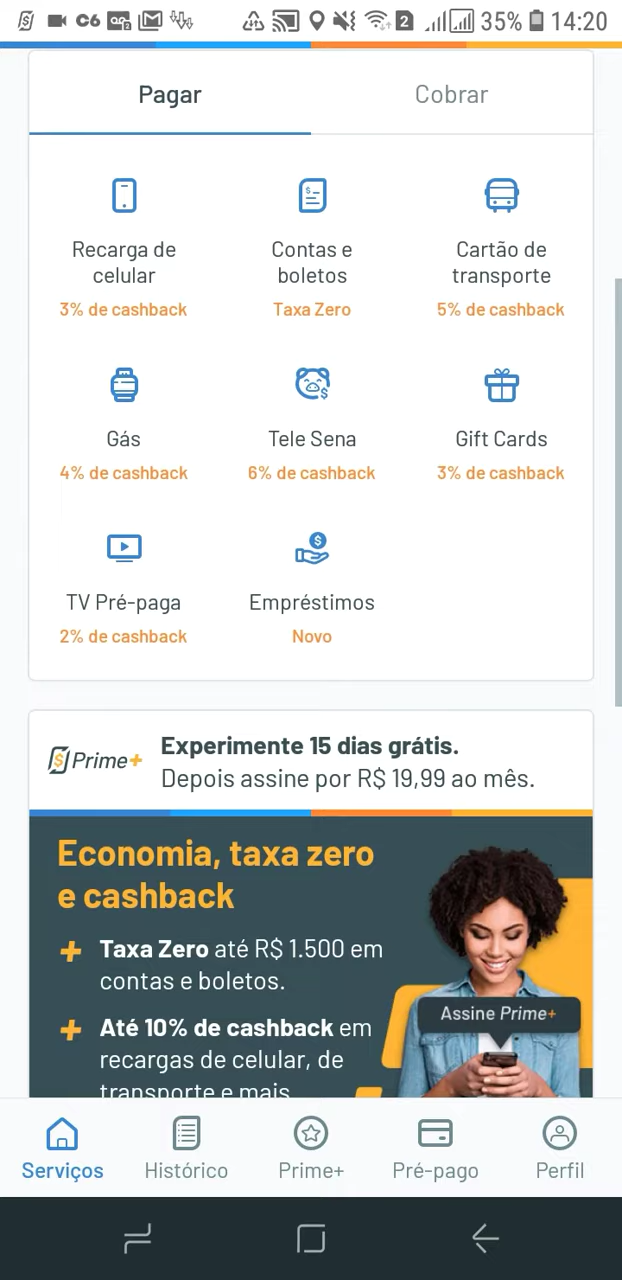 C6
2
35%
14:20
Pagar
Cobrar
Recarga de
celular
3% de cashback
Contas e
boletos
Taxa Zero
Cartão de
transporte
5% de cashback
Gás
4% de cashback
Tele Sena
6% de cashback
Gift Cards
3% de cashback
TV Pré-paga
2% de cashback
Empréstimos
Novo
Prime+
Experimente 15 dias grátis.
Depois assine por R$ 19,99 ao mês.
Economia, taxa zero
e cashback
+ Taxa Zero até R$ 1.500 em
contas e boletos.
+ Até 10% de cashback em
recargas de celular, de
transporte e mais
Assine Prime+
Serviços
Histórico
Prime+
Pré-pago
Perfil